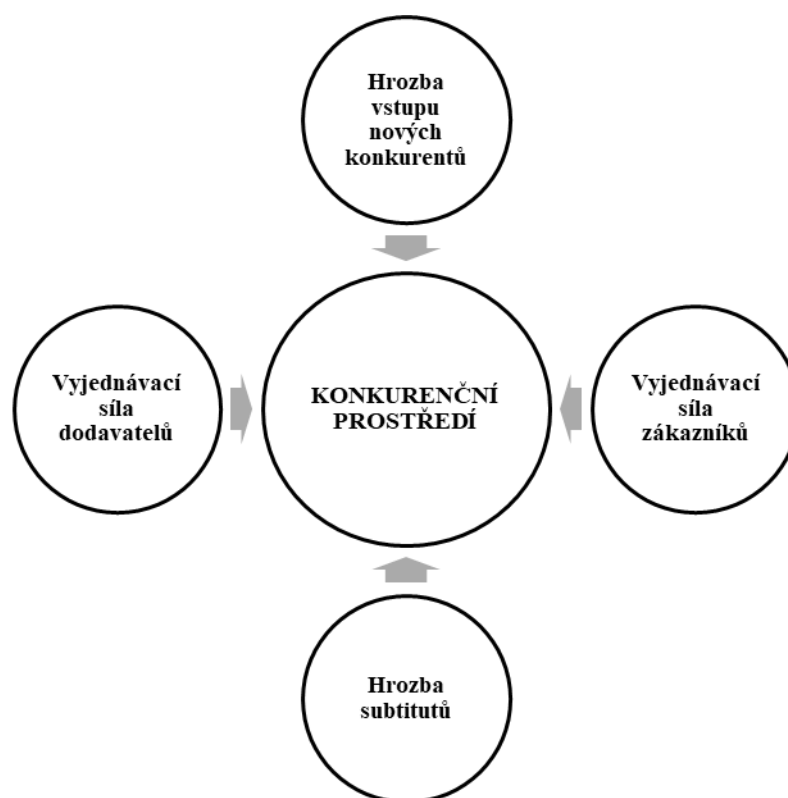 Hrozba
vstupu
nových
konkurentů
Vyjednávací
síla
dodavatelů
KONKURENČNÍ
PROSTŘEDÍ
Vyjednávací
síla
zákazníků
Hrozba
subtitutů